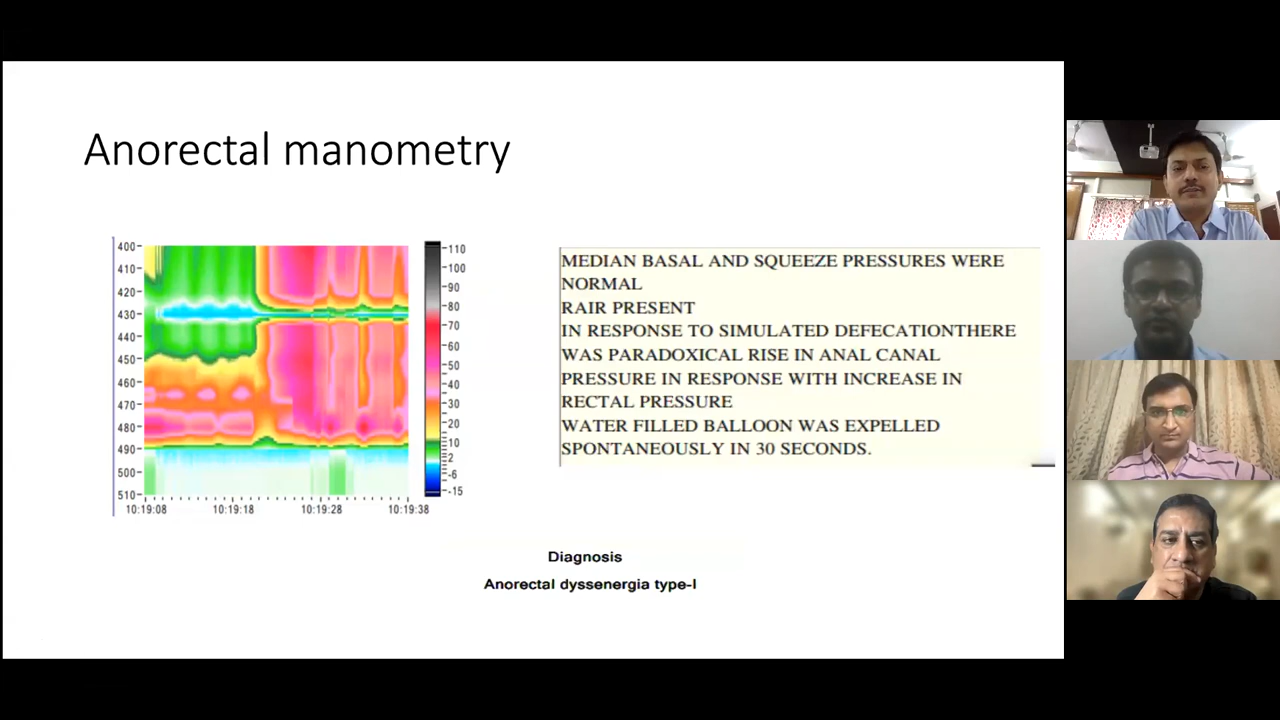 Anorectal manometry
400
410
420
430
450
460
470
480
490
500
510
10:19:08 10:19:18 10:19:28 10:19:38
110
100
90
80
70
60
50
40
30
20
10
2
-6
-15
MEDIAN BASAL AND SQUEEZE PRESSURES WERE
NORMAL
RAIR PRESENT
IN RESPONSE TO SIMULATED DEFECATIONTHERE
WAS PARADOXICAL RISE IN ANAL CANAL
PRESSURE IN RESPONSE WITH INCREASE IN
RECTAL PRESSURE
WATER FILLED BALLOON WAS EXPELLED
SPONTANEOUSLY IN 30 SECONDS.
Diagnosis
Anorectal dyssenergia type-I